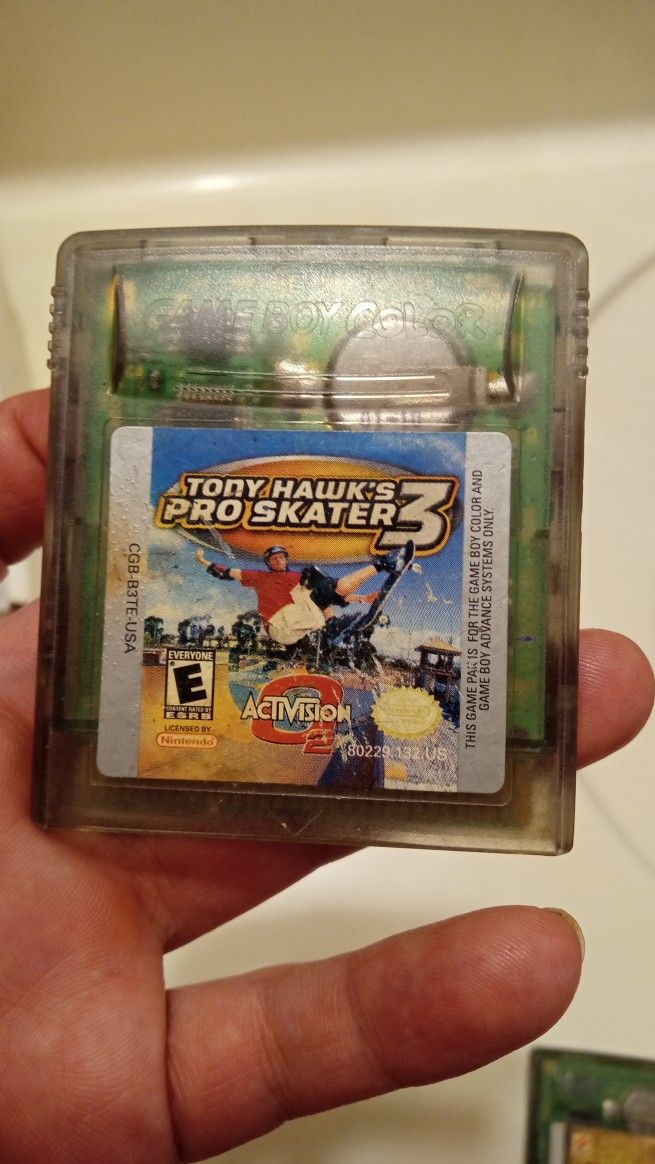 GAME BOY COLOR
TONY HAWK'S
PRO SKATER 3
CGB-B3TE-USA
EVERYONE
E
CONTENT RATED BY
ESRB
LICENSED BY
Nintendo
ACTIVISION
O2
Nintendo
80229.132.US
THIS GAME PAK IS FOR THE GAME BOY COLOR AND
GAME BOY ADVANCE SYSTEMS ONLY.